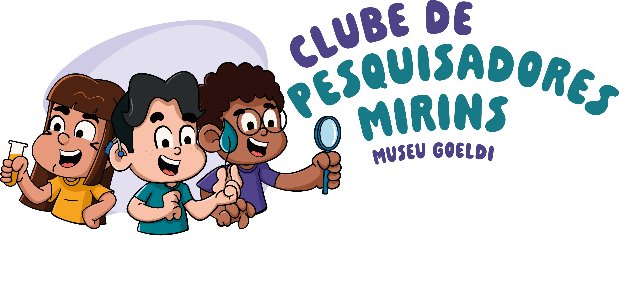 CLUBE DE
PESQUISADORES
MIRINS
MUSEU GOELDI